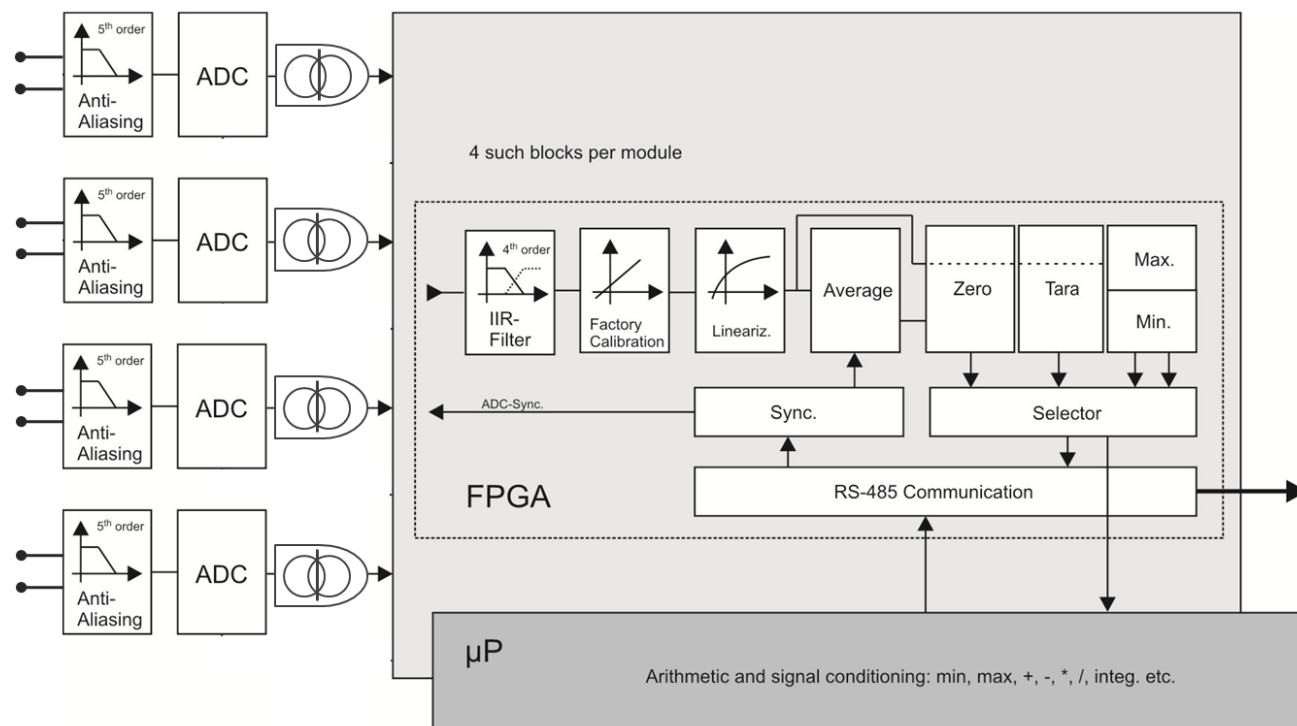 5th order
Anti-
Aliasing
ADC
5th order
Anti-
Aliasing
ADC
5th order
Anti-
Aliasing
ADC
5th order
Anti-
Aliasing
ADC
4 such blocks per module
4th order
IIR-
Filter
Factory
Calibration
Lineariz.
Average
Zero
Tara
Max.
Min.
ADC-Sync.
Sync.
Selector
FPGA
RS-485 Communication
µP
Arithmetic and signal conditioning: min, max, +, -, *, /, integ. etc.